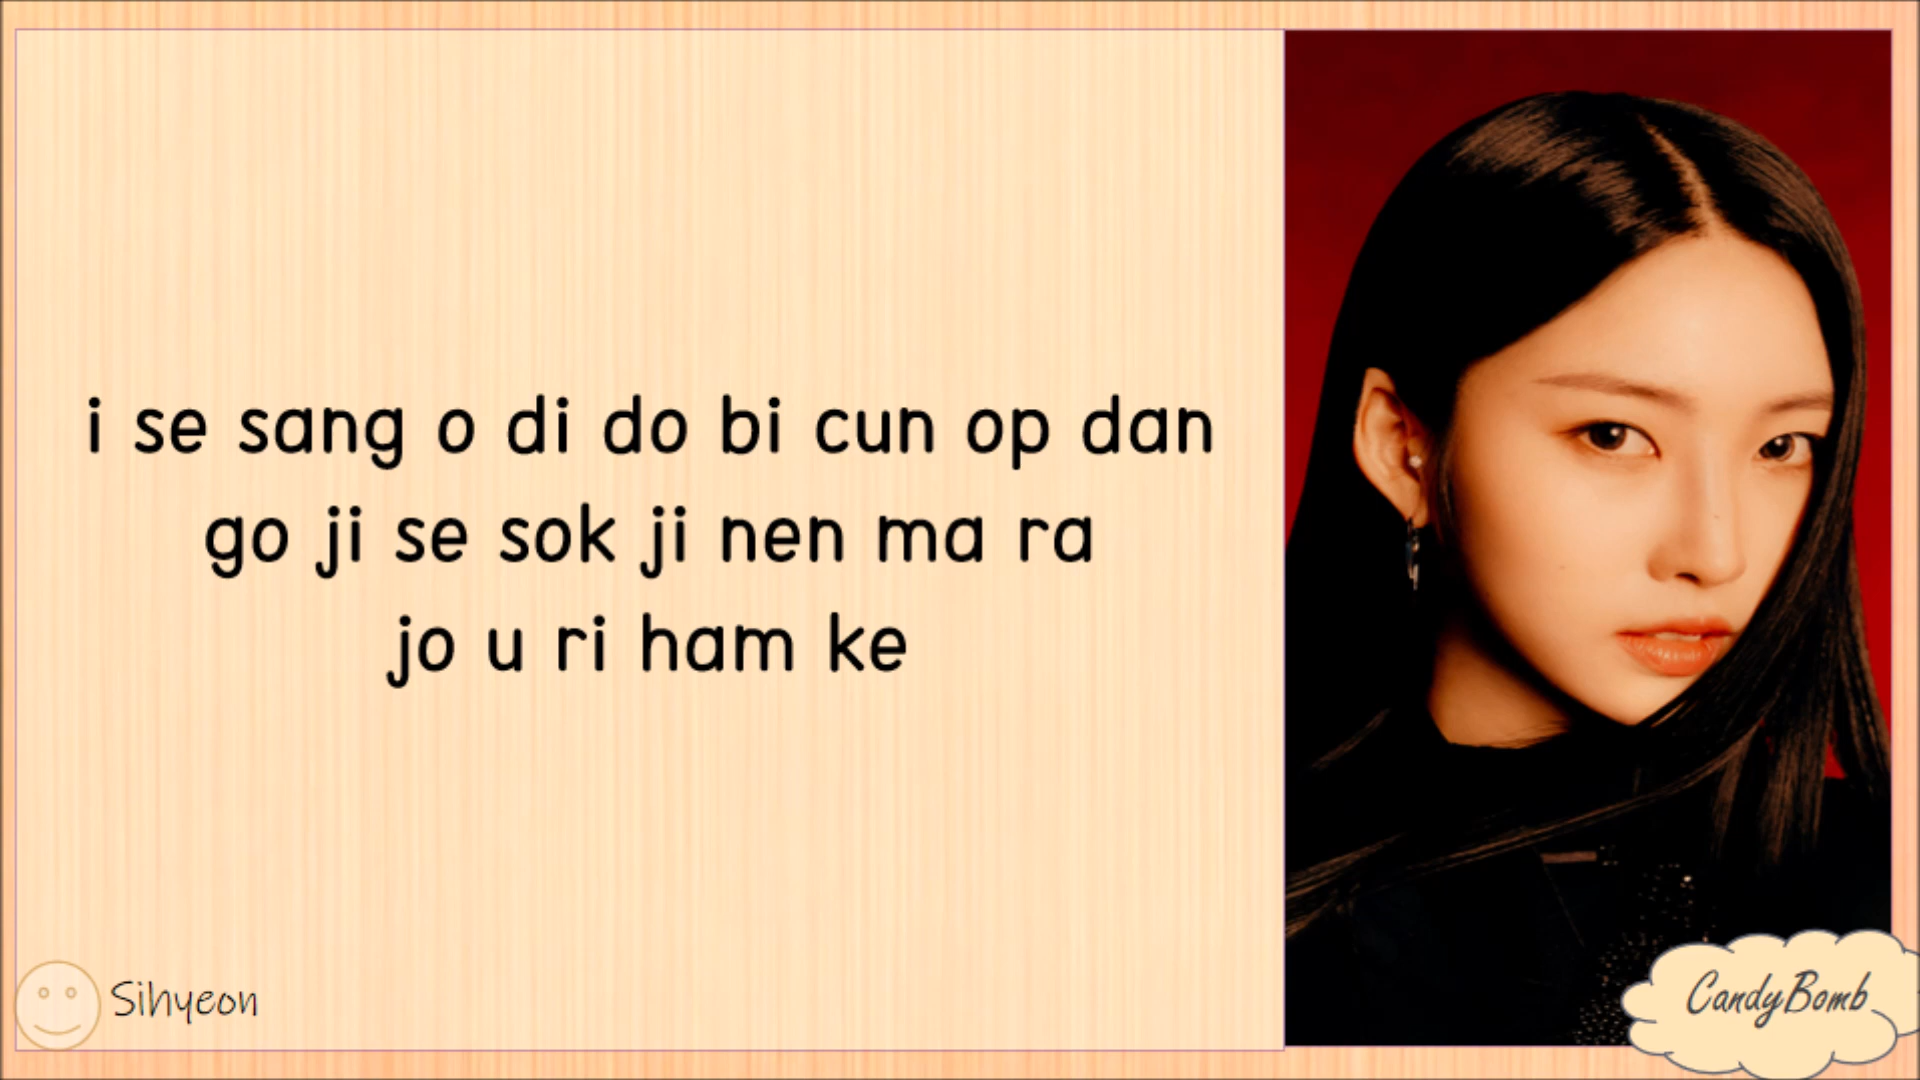 i se sang o di do bi cun op dan
go ji se sok ji nen ma ra
jo u ri ham ke
Sihyeon
CandyBomb